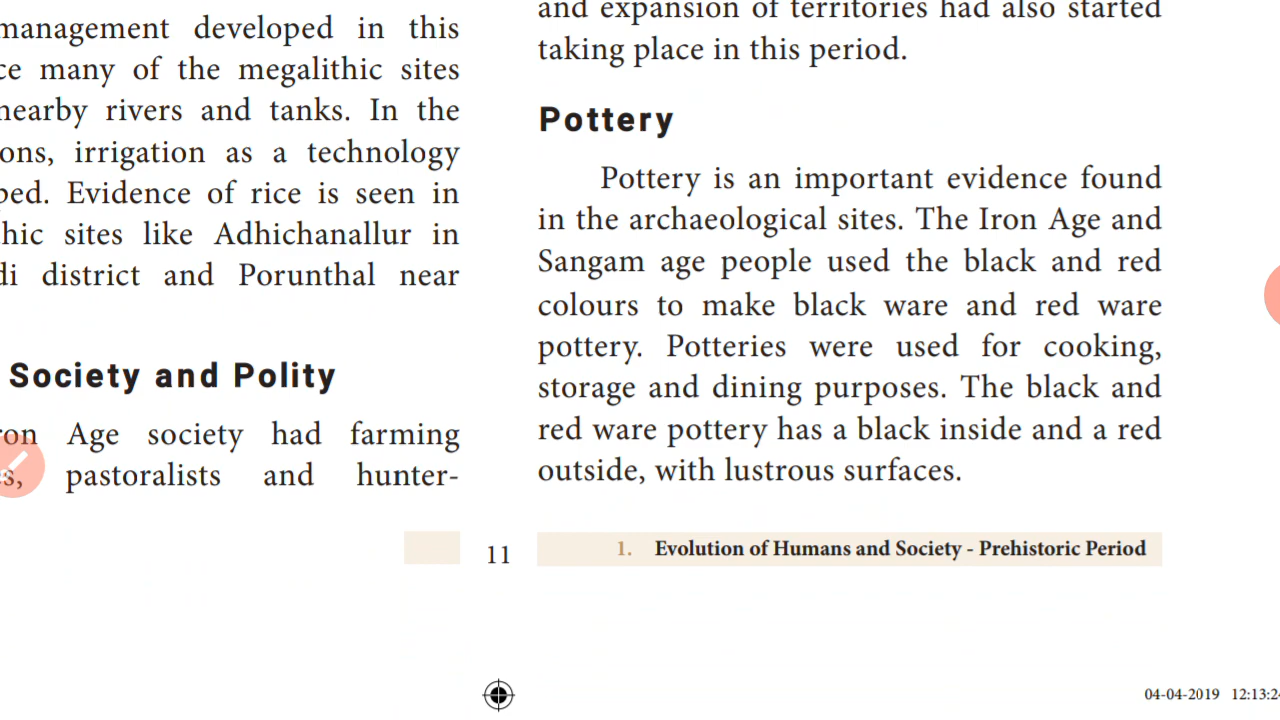 management developed in this
many of the megalithic sites
nearby rivers and tanks. In the
irrigation as a technology
Evidence of rice is seen in
sites like Adhichanallur in
district and Porunthal near
Society and Polity
Age society had farming
pastoralists and hunter-
and expansion of territories had also started
taking place in this period.
Pottery
Pottery is an important evidence found
in the archaeological sites. The Iron Age and
Sangam age people used the black and red
colours to make black ware and red ware
pottery. Potteries were used for cooking,
storage and dining purposes. The black and
red ware pottery has a black inside and a red
outside, with lustrous surfaces.
11
1. Evolution of Humans and Society - Prehistoric Period
04-04-2019 12:13:2